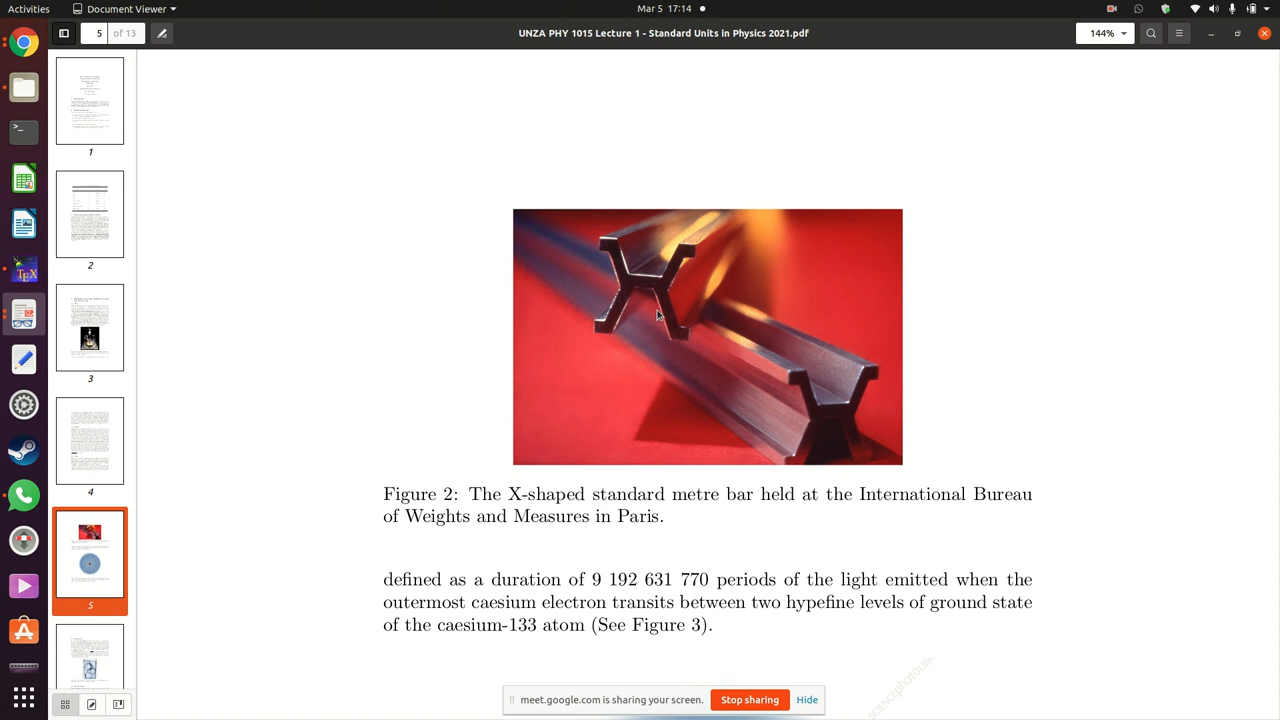 Activities
Document Viewer
Mar 5 17:14
5 of 13
UNZA PHY 1015 Lecture 1 - Standard Units in Physics 2021.pdf
144%
1
2
3
4
5
Figure 2: The X-shaped standard metre bar held at the International Bureau
of Weights and Measures in Paris.
defined as a duration of 9 192 631 770 periods of the light emitted when the
outermost caesium electron transits between two hypefine levels of ground state
of the caesium-133 atom (See Figure 3).
meet.google.com is sharing your screen.
Stop sharing
Hide